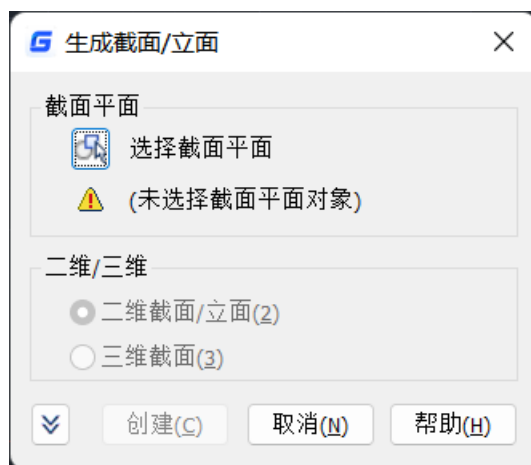 生成截面/立面
截面平面
选择截面平面
(未选择截面平面对象)
二维/三维
二维截面/立面(2)
三维截面(3)
创建(C) 取消(N) 帮助(H)